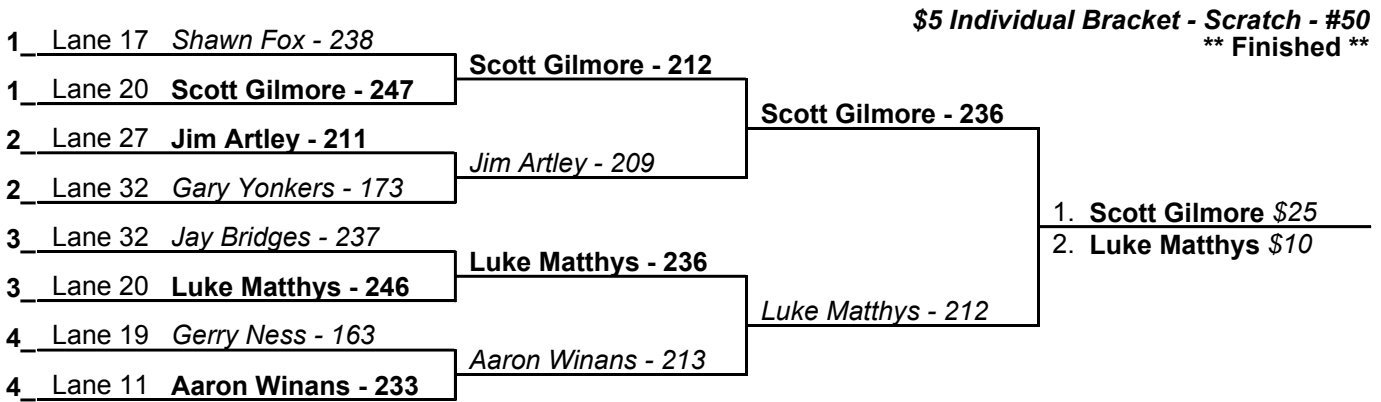 $5 Individual Bracket - Scratch - #50
** Finished **
1_ Lane 17 Shawn Fox - 238
1_ Lane 20 Scott Gilmore - 247
2_ Lane 27 Jim Artley - 211
2_ Lane 32 Gary Yonkers - 173
3_ Lane 32 Jay Bridges - 237
3_ Lane 20 Luke Matthys - 246
4_ Lane 19 Gerry Ness - 163
4_ Lane 11 Aaron Winans - 233
Scott Gilmore - 212
Jim Artley - 209
Luke Matthys - 236
Aaron Winans - 213
Scott Gilmore - 236
Luke Matthys - 212
1. Scott Gilmore $25
2. Luke Matthys $10